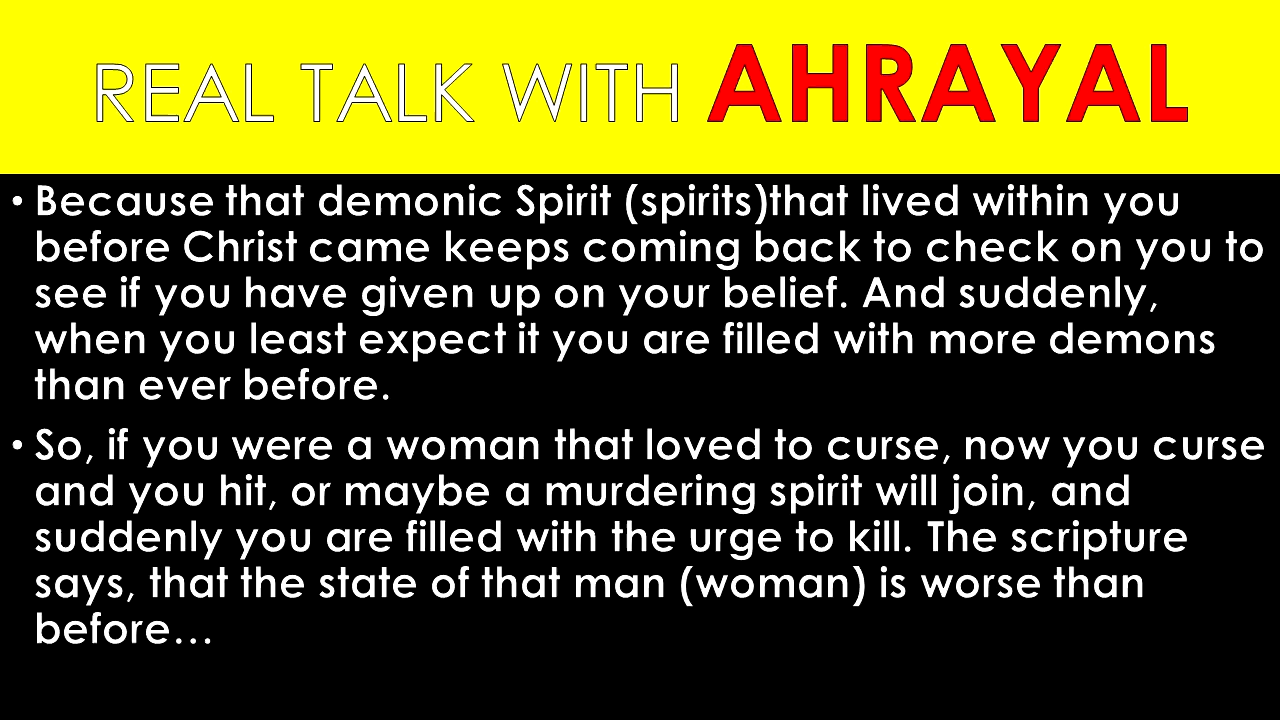 REAL TALK WITH AHRAYAL
• Because that demonic Spirit (spirits)that lived within you
before Christ came keeps coming back to check on you to
see if you have given up on your belief. And suddenly,
when you least expect it you are filled with more demons
than ever before.
• So, if you were a woman that loved to curse, now you curse
and you hit, or maybe a murdering spirit will join, and
suddenly you are filled with the urge to kill. The scripture
says, that the state of that man (woman) is worse than
before…